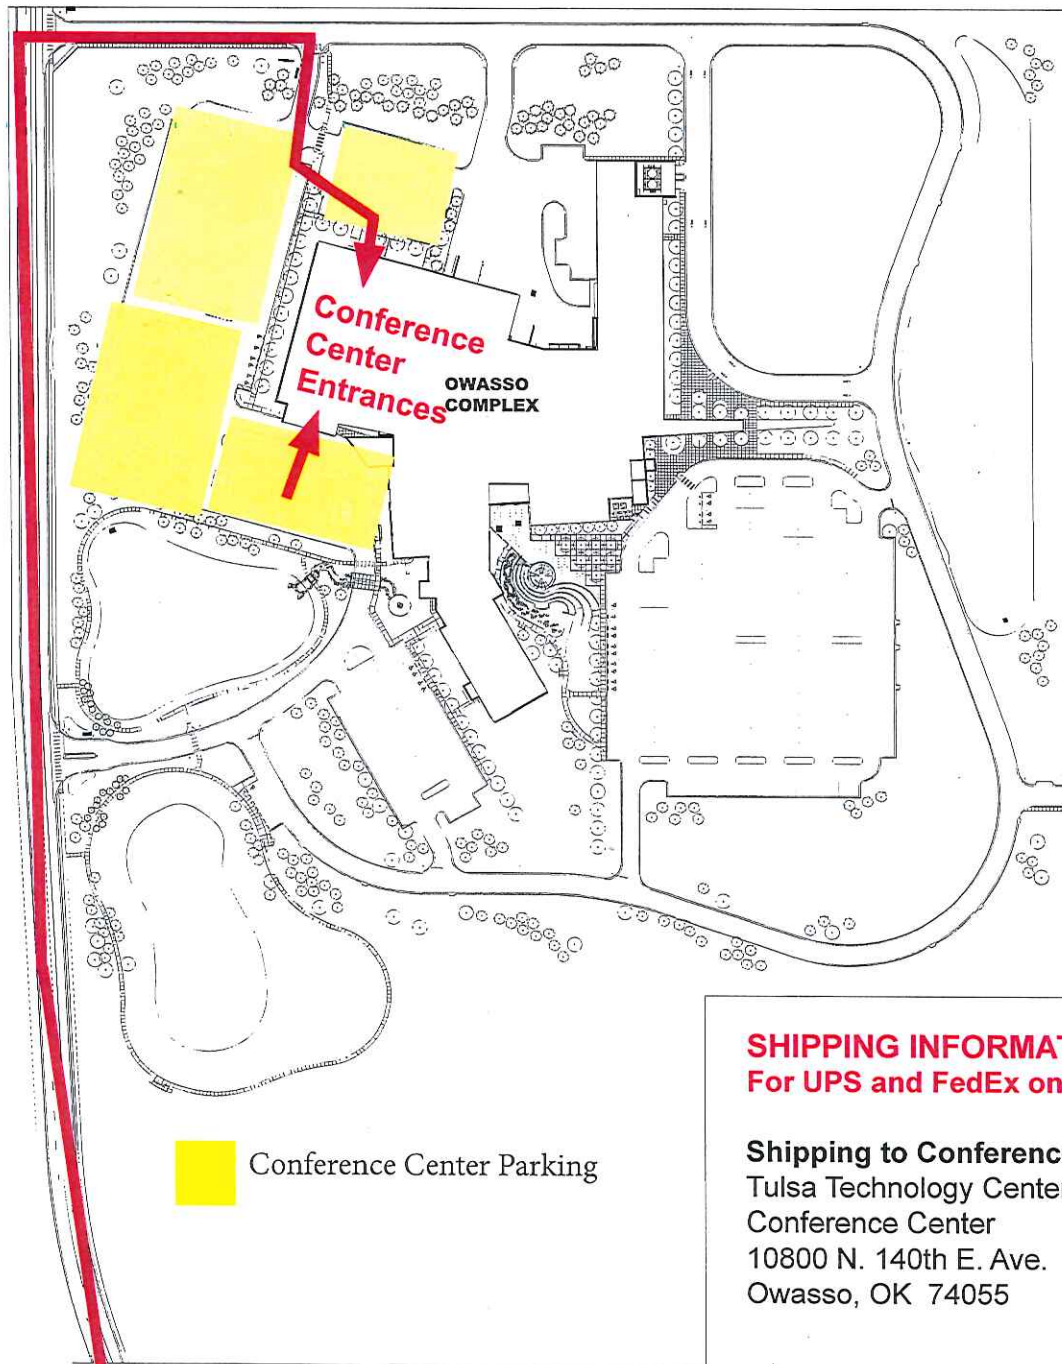 Conference
Center
Entrances
OWASSO
COMPLEX
Conference Center Parking
SHIPPING INFORMAT
For UPS and FedEx on
Shipping to Conferenc
Tulsa Technology Center
Conference Center
10800 N. 140th E. Ave.
Owasso, OK 74055